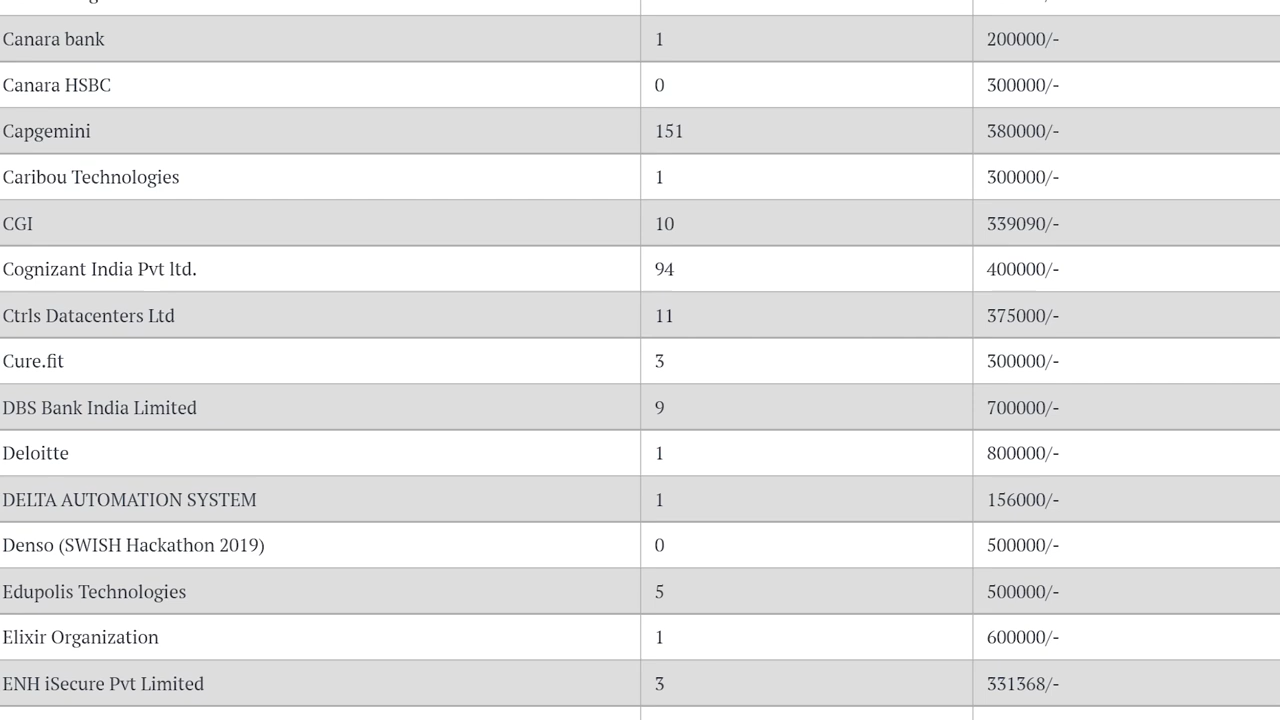 Canara bank 1 200000/-
Canara HSBC 0 300000/-
Capgemini 151 380000/-
Caribou Technologies 1 300000/-
CGI 10 339090/-
Cognizant India Pvt ltd. 94 400000/-
Ctrls Datacenters Ltd 11 375000/-
Cure.fit 3 300000/-
DBS Bank India Limited 9 700000/-
Deloitte 1 800000/-
DELTA AUTOMATION SYSTEM 1 156000/-
Denso (SWISH Hackathon 2019) 0 500000/-
Edupolis Technologies 5 500000/-
Elixir Organization 1 600000/-
ENH iSecure Pvt Limited 3 331368/-